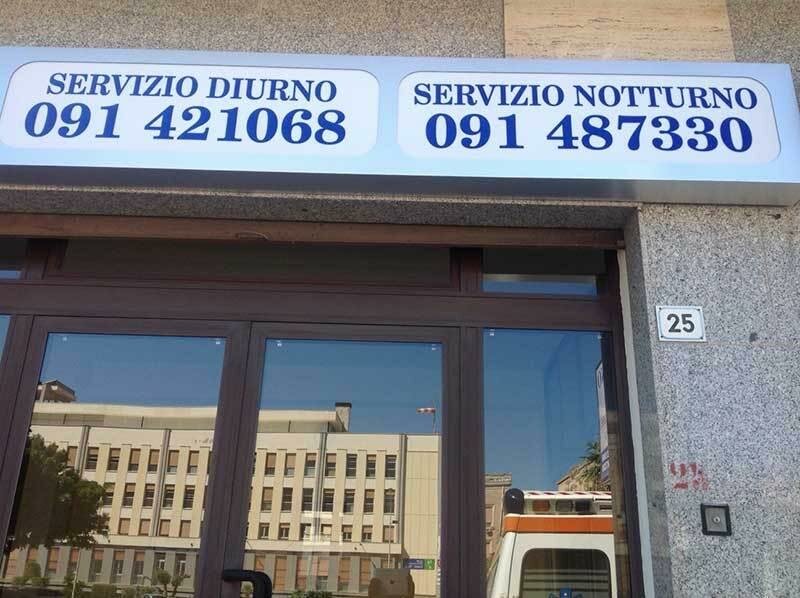 SERVIZIO DIURNO
091 421068
SERVIZIO NOTTURNO
091 487330
25